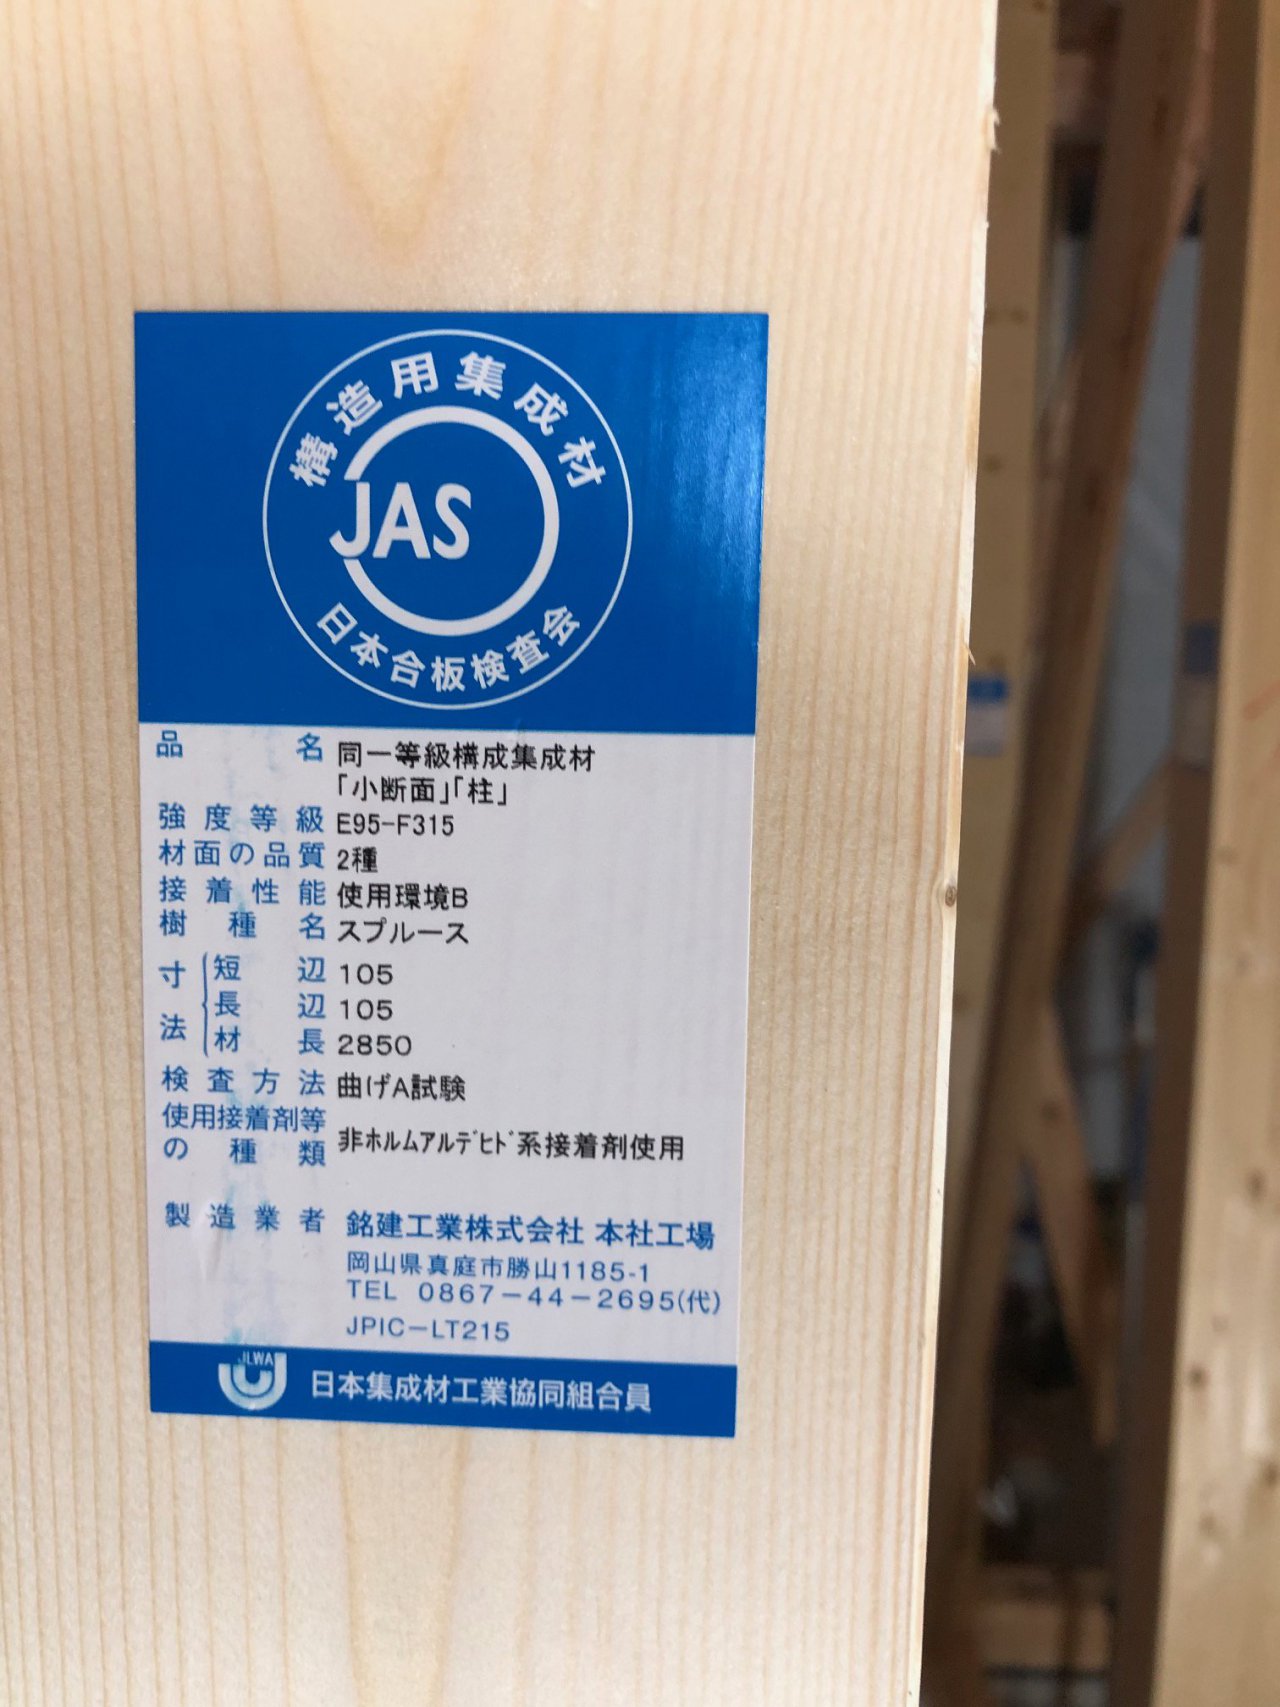 構造用集成材
JAS
日本合板検査会
品名 同一等級構成集成材
「小断面」「柱」
強度等級 E95-F315
材面の品質 2種
接着性能 使用環境B
樹種名 スプルース
寸法 短辺 105
長辺 105
材長 2850
検査方法 曲げA試験
使用接着剤等
の種類 非ホルムアルデヒド系接着剤使用
製造業者 銘建工業株式会社 本社工場
岡山県真庭市勝山1185-1
TEL 0867-44-2695(代)
JPIC-LT215
JLWA 日本集成材工業協同組合員